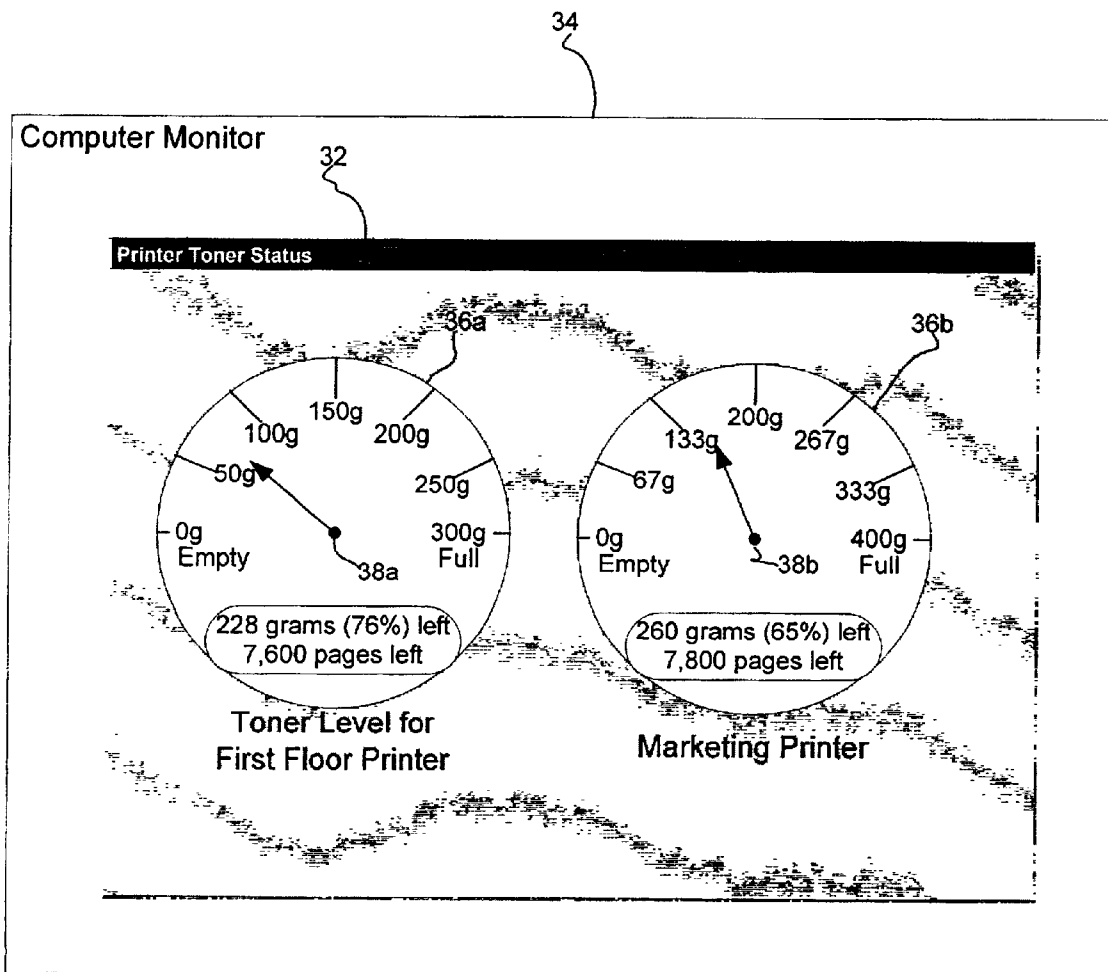 34
Computer Monitor
32
Printer Toner Status
36a
36b
150g
100g
200g
50g
250g
0g
Empty
300g
Full
38a
228 grams (76%) left
7,600 pages left
Toner Level for
First Floor Printer
200g
133g
267g
67g
333g
0g
Empty
400g
Full
38b
260 grams (65%) left
7,800 pages left
Marketing Printer